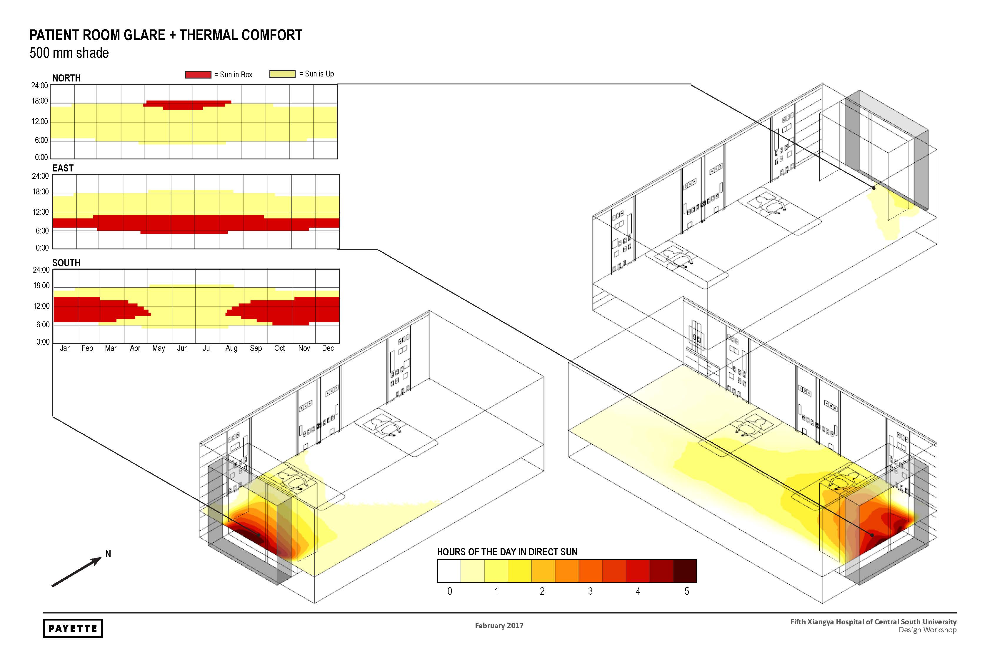 PATIENT ROOM GLARE + THERMAL COMFORT
500 mm shade
= Sun in Box
= Sun is Up
NORTH
24:00
18:00
12:00
6:00
0:00
EAST
24:00
18:00
12:00
6:00
0:00
SOUTH
24:00
18:00
12:00
6:00
0:00
Jan Feb Mar Apr May Jun Jul Aug Sep Oct Nov Dec
N
HOURS OF THE DAY IN DIRECT SUN
0 1 2 3 4 5
PAYETTE
February 2017
Fifth Xiangya Hospital of Central South University
Design Workshop